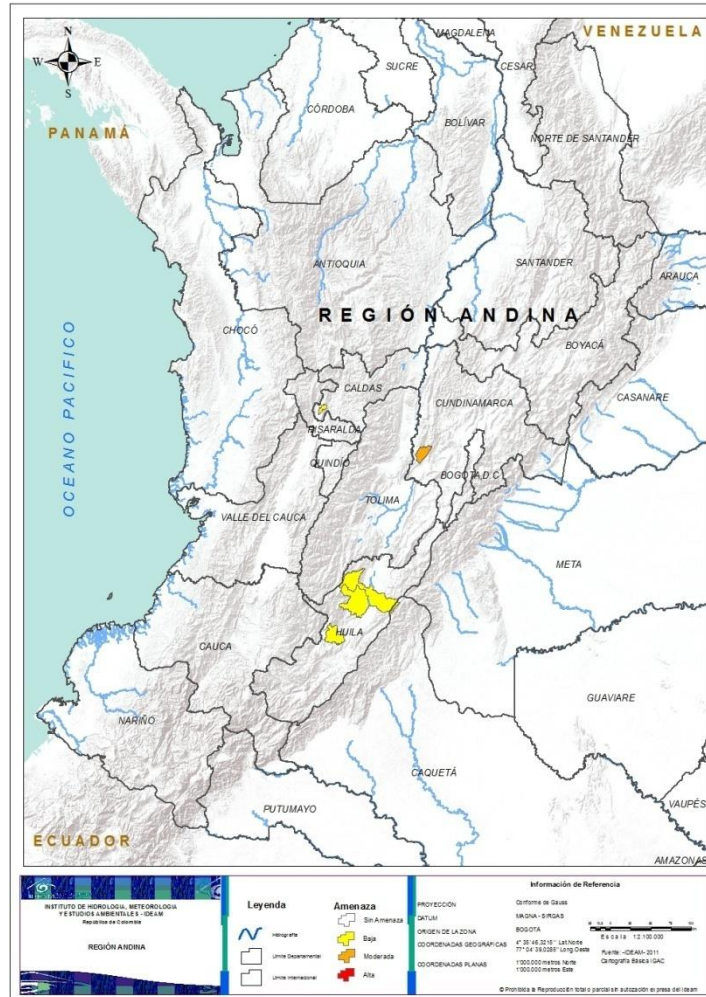 N
W E
S
VENEZUELA
MAGDALENA
CESAR
SUCRE
CÓRDOBA
BOLÍVAR
NORTE DE SANTANDER
PANAMÁ
ANTIOQUIA
SANTANDER
ARAUCA
REGIÓN ANDINA
CHOCÓ
BOYACÁ
OCEANO PACIFICO
CALDAS
CUNDINAMARCA
CASANARE
RISARALDA
QUINDÍO
BOGOTA D.C
TOLIMA
VALLE DEL CAUCA
META
HUILA
CAUCA
GUAVIARE
NARIÑO
CAQUETÁ
PUTUMAYO
VAUPÉS
ECUADOR
AMAZONAS
INSTITUTO DE HIDROLOGÍA, METEOROLOGÍA
Y ESTUDIOS AMBIENTALES - IDEAM
República de Colombia
REGIÓN ANDINA
Leyenda
Hidrografía
Límite Departamental
Límite Internacional
Amenaza
Sin Amenaza
Baja
Moderada
Alta
Información de Referencia
PROYECCIÓN Conforme de Gauss
DATUM MAGNA - SIRGAS
ORIGEN DE LA ZONA BOGOTÁ
COORDENADAS GEOGRÁFICAS
COORDENADAS PLANAS 1'000.000 metros Norte
1'000.000 metros Este
Escala 1:2.100.000
Fuente: -IDEAM- 2011
Cartografía Básica IGAC
© Prohibida la Reproducción total o parcial sin autorización expresa del Ideam